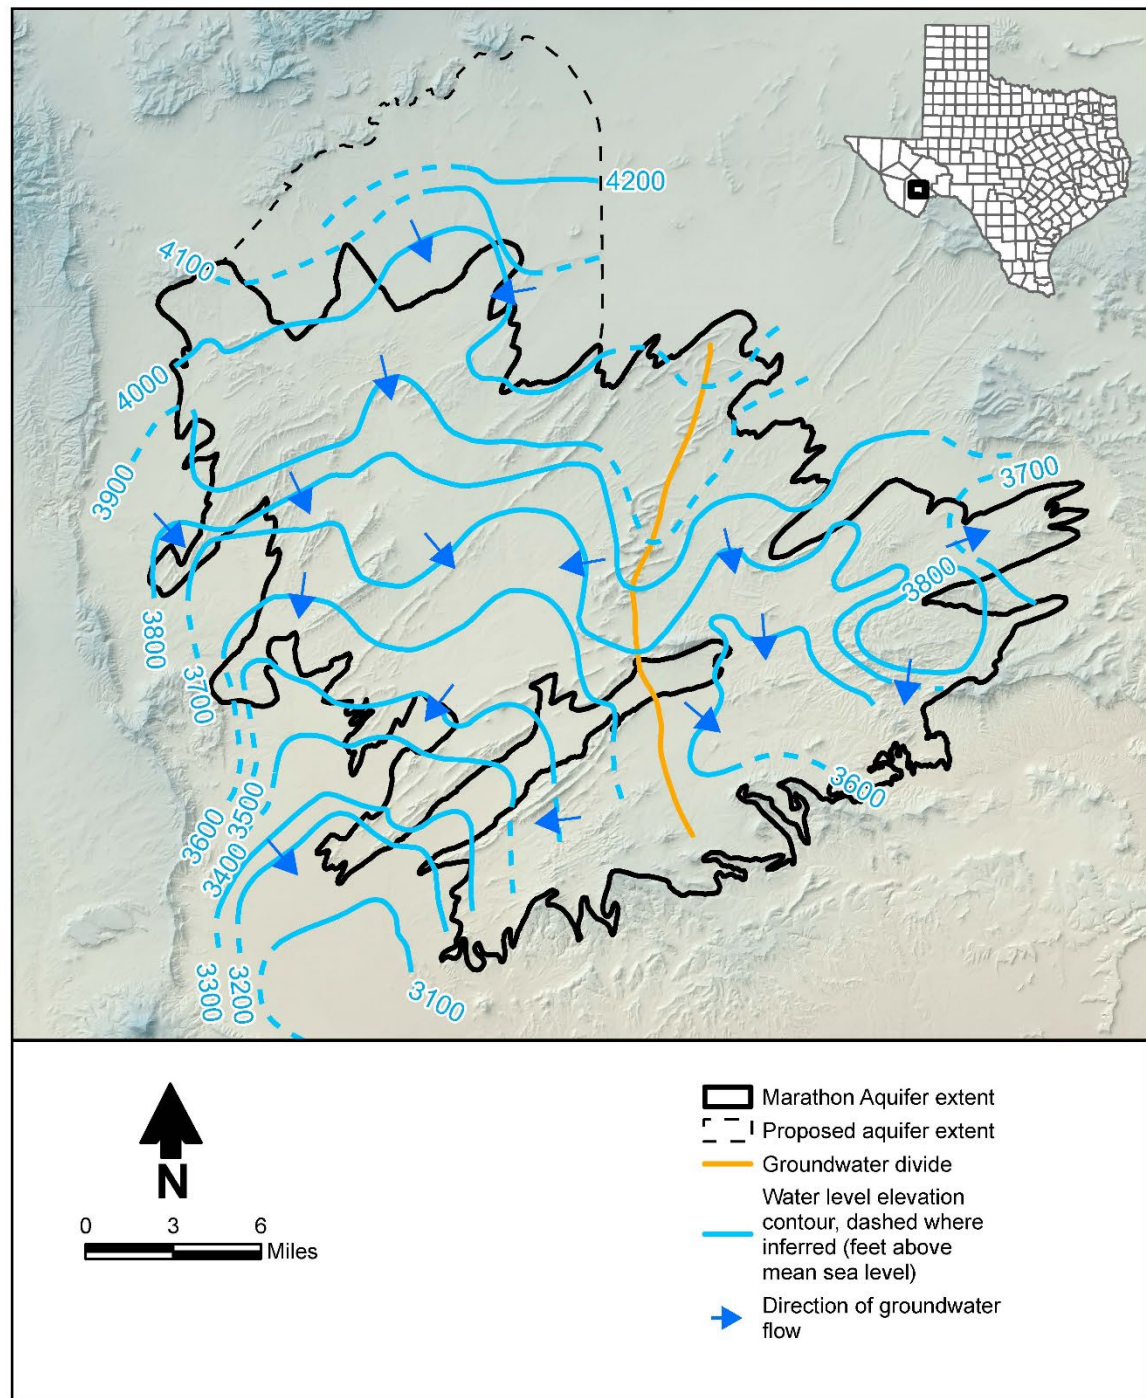 4200
4100
4000
3900
3700
3800
3800
3700
3600
3600
3500
3400
3300
3200
3100
N
0 3 6
Miles
Marathon Aquifer extent
Proposed aquifer extent
Groundwater divide
Water level elevation
contour, dashed where
inferred (feet above
mean sea level)
Direction of groundwater
flow